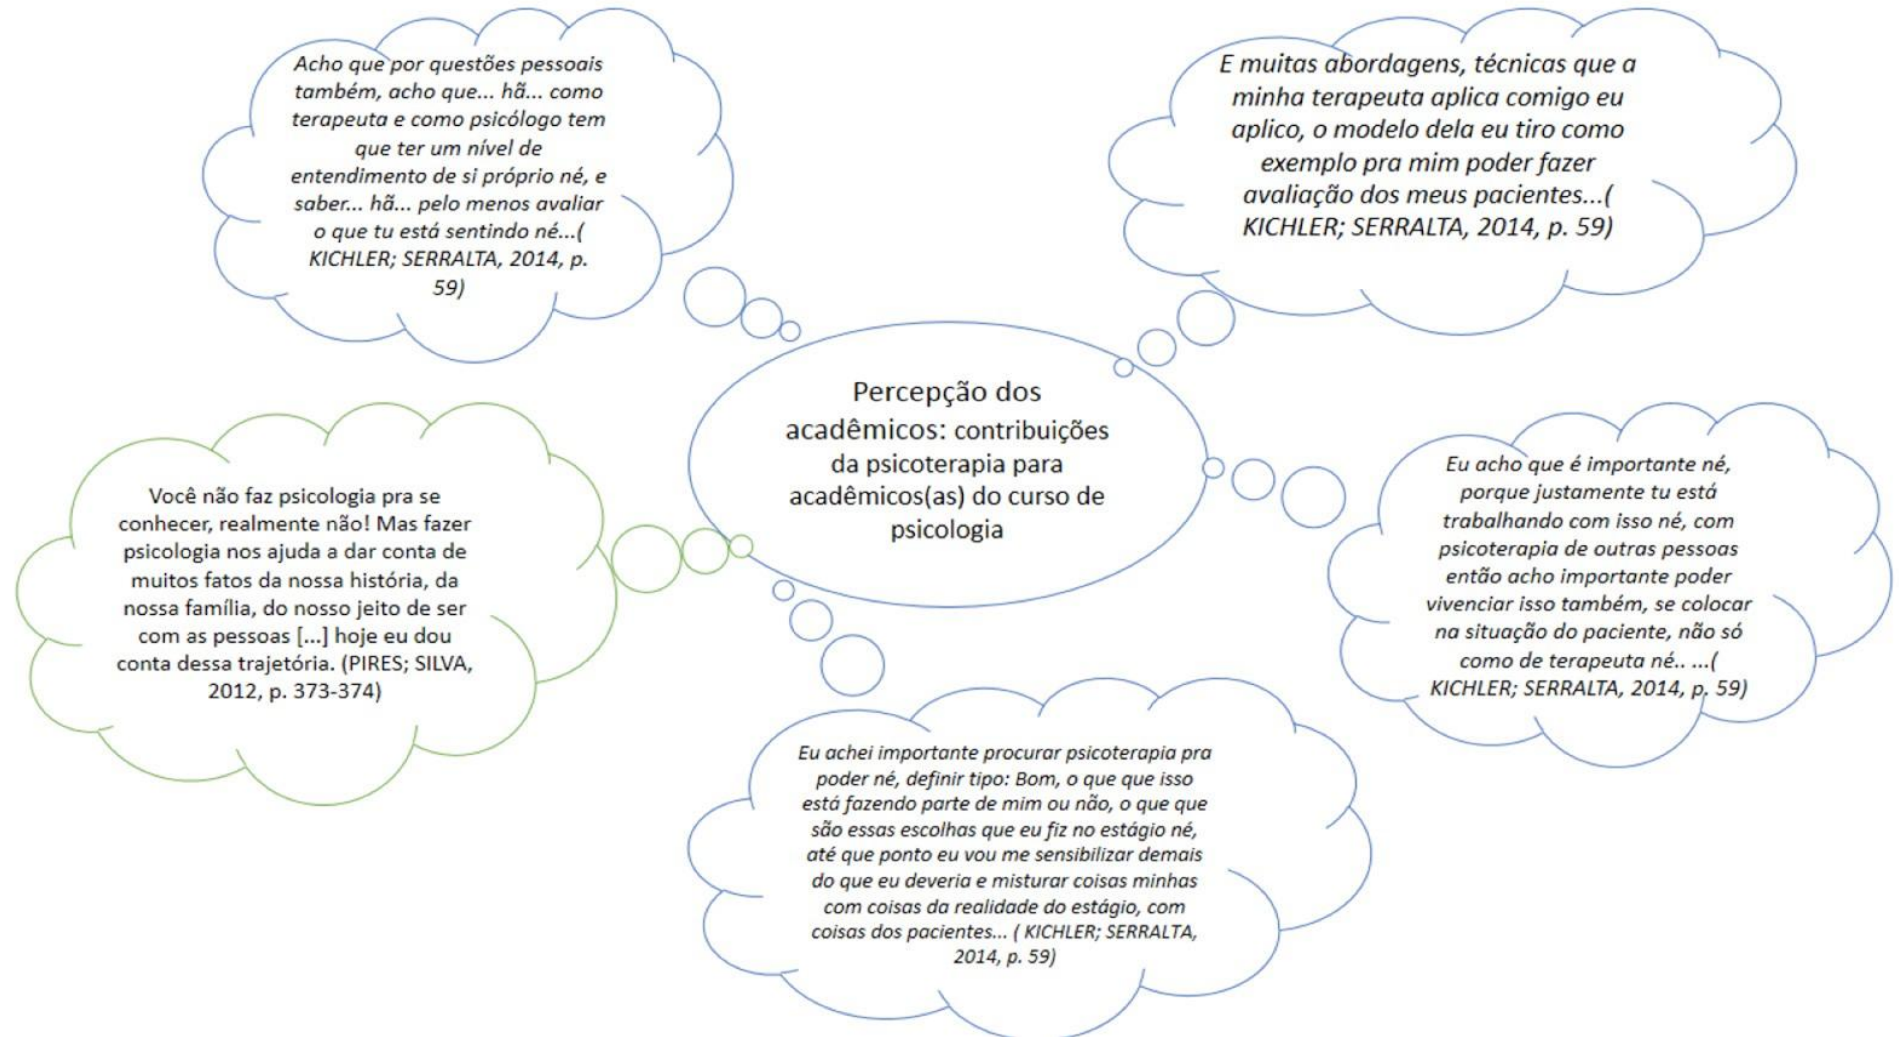 Acho que por questões pessoais
também, acho que... hã... como
terapeuta e como psicólogo tem
que ter um nível de
entendimento de si próprio né, e
saber... hã... pelo menos avaliar
o que tu está sentindo né...(
KICHLER; SERRALTA, 2014, p.
59)
E muitas abordagens, técnicas que a
minha terapeuta aplica comigo eu
aplico, o modelo dela eu tiro como
exemplo pra mim poder fazer
avaliação dos meus pacientes...(
KICHLER; SERRALTA, 2014, p. 59)
Percepção dos
acadêmicos: contribuições
da psicoterapia para
acadêmicos(as) do curso de
psicologia
Você não faz psicologia pra se
conhecer, realmente não! Mas fazer
psicologia nos ajuda a dar conta de
muitos fatos da nossa história, da
nossa família, do nosso jeito de ser
com as pessoas [...] hoje eu dou
conta dessa trajetória. (PIRES; SILVA,
2012, p. 373-374)
Eu acho que é importante né,
porque justamente tu está
trabalhando com isso né, com
psicoterapia de outras pessoas
então acho importante poder
vivenciar isso também, se colocar
na situação do paciente, não só
como de terapeuta né.. ...(
KICHLER; SERRALTA, 2014, p. 59)
Eu achei importante procurar psicoterapia pra
poder né, definir tipo: Bom, o que que isso
está fazendo parte de mim ou não, o que que
são essas escolhas que eu fiz no estágio né,
até que ponto eu vou me sensibilizar demais
do que eu deveria e misturar coisas minhas
com coisas da realidade do estágio, com
coisas dos pacientes... ( KICHLER; SERRALTA,
2014, p. 59)